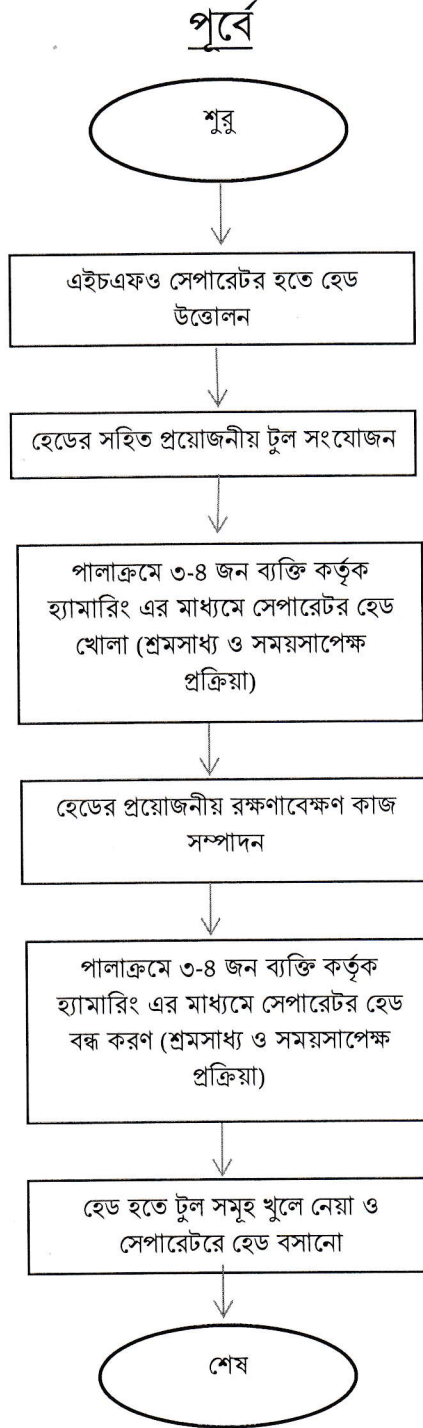 পূর্বে
শুরু
এইচএফও সেপারেটর হতে হেড
উত্তোলন
হেডের সহিত প্রয়োজনীয় টুল সংযোজন
পালাক্রমে ৩-৪ জন ব্যক্তি কর্তৃক
হ্যামারিং এর মাধ্যমে সেপারেটর হেড
খোলা (শ্রমসাধ্য ও সময়সাপেক্ষ
প্রক্রিয়া)
হেডের প্রয়োজনীয় রক্ষণাবেক্ষণ কাজ
সম্পাদন
পালাক্রমে ৩-৪ জন ব্যক্তি কর্তৃক
হ্যামারিং এর মাধ্যমে সেপারেটর হেড
বন্ধ করণ (শ্রমসাধ্য ও সময়সাপেক্ষ
প্রক্রিয়া)
হেড হতে টুল সমূহ খুলে নেয়া ও
সেপারেটরে হেড বসানো
শেষ